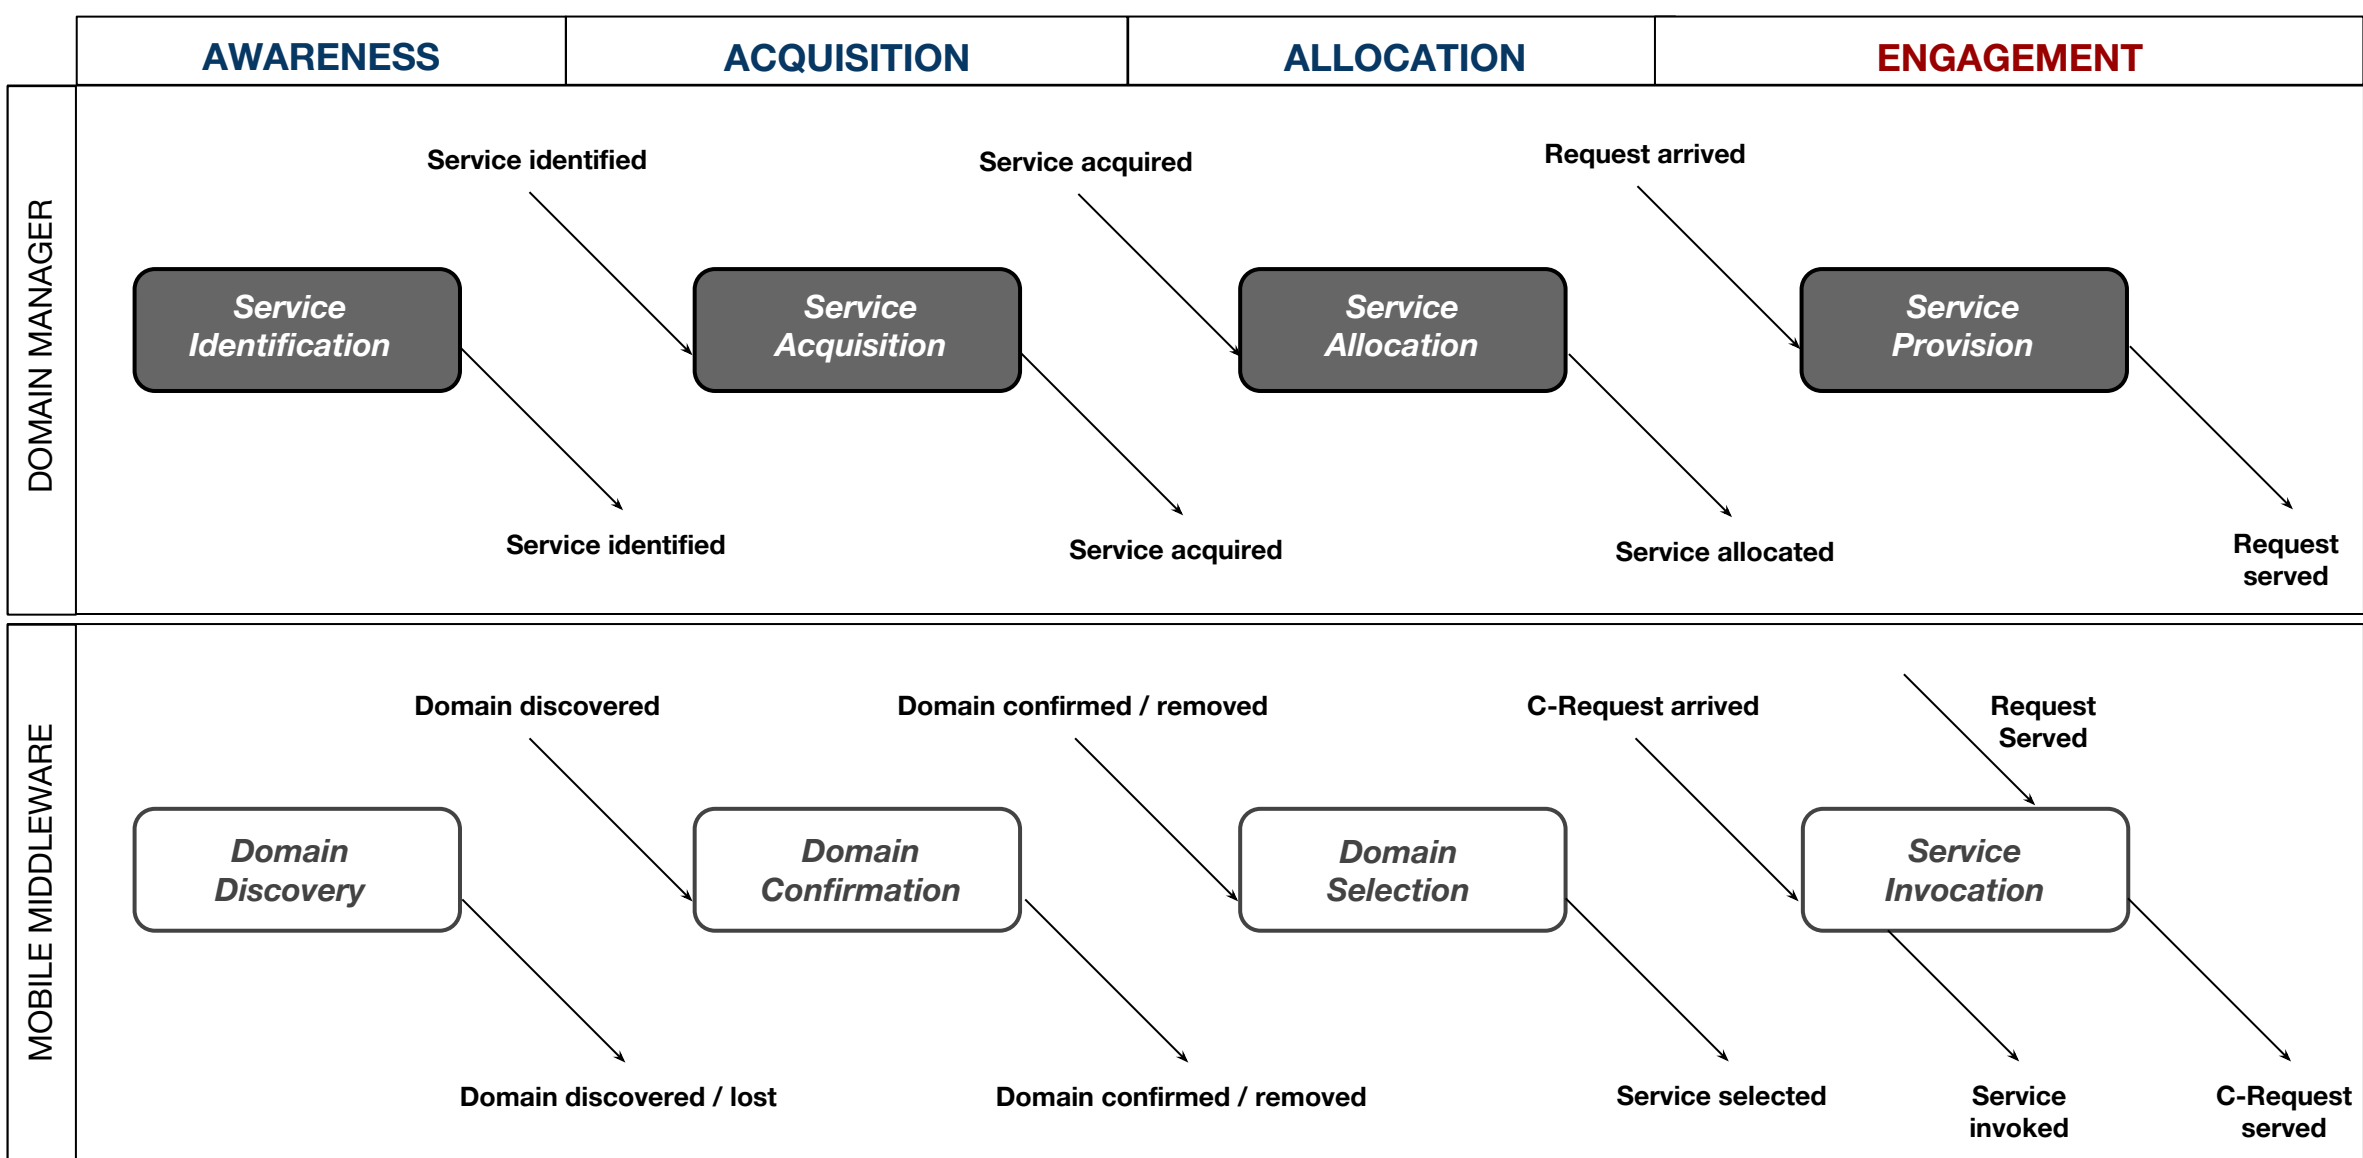 AWARENESS
ACQUISITION
ALLOCATION
ENGAGEMENT
DOMAIN MANAGER
Service identified
Service acquired
Request arrived
Service
Identification
Service
Acquisition
Service
Allocation
Service
Provision
Service identified
Service acquired
Service allocated
Request
served
MOBILE MIDDLEWARE
Domain discovered
Domain confirmed / removed
C-Request arrived
Request
Served
Domain
Discovery
Domain
Confirmation
Domain
Selection
Service
Invocation
Domain discovered / lost
Domain confirmed / removed
Service selected
Service
invoked
C-Request
served